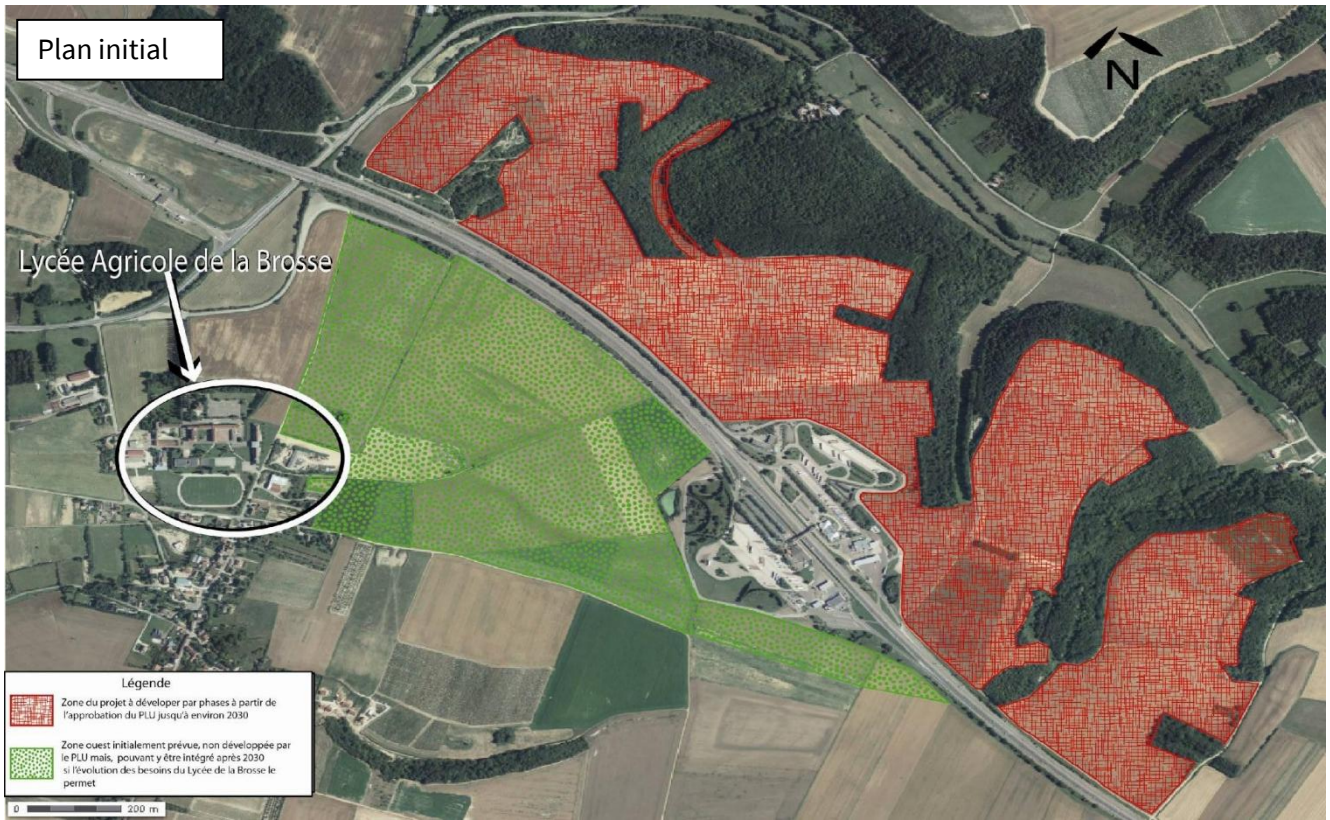 Plan initial
N
Lycée Agricole de la Brosse
Légende
Zone du projet à développer par phases à partir de
l'approbation du PLU jusqu'à environ 2030
Zone ouest initialement prévue, non développée par
le PLU mais, pouvant y être intégré après 2030
si l'évolution des besoins du Lycée de la Brosse le
permet
0 200 m